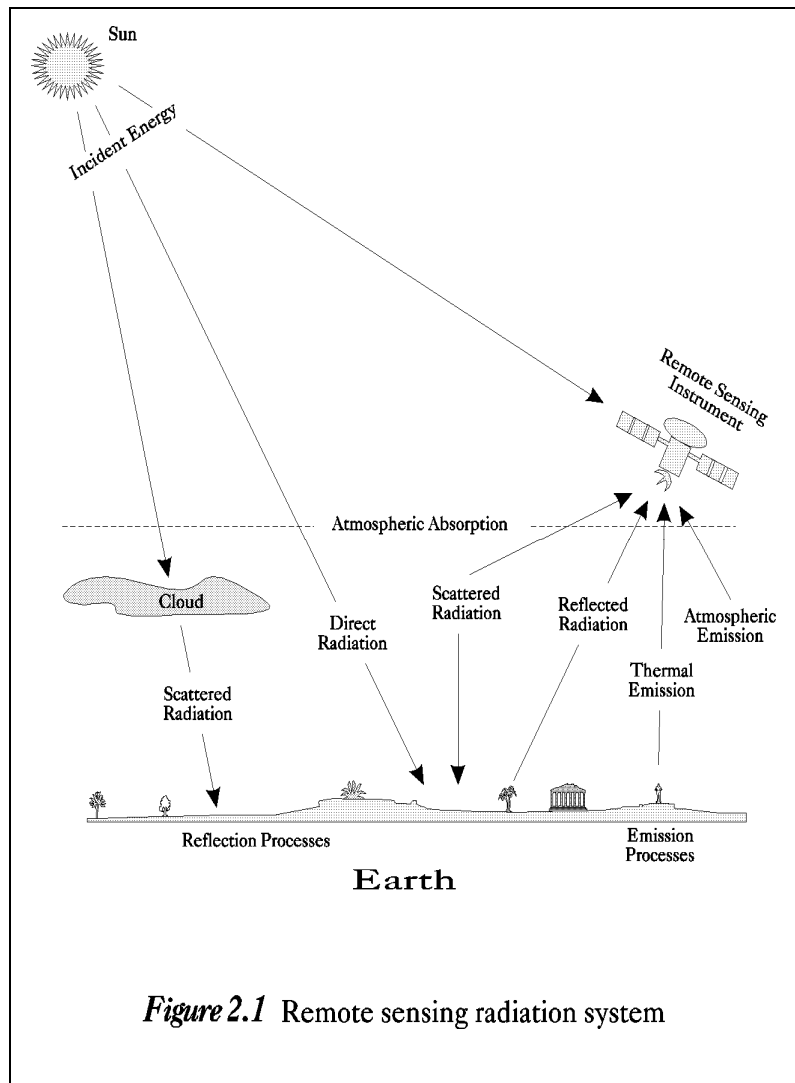 Sun
Incident Energy
Remote Sensing
Instrument
Atmospheric Absorption
Cloud
Direct
Radiation
Scattered
Radiation
Reflected
Radiation
Atmospheric
Emission
Thermal
Emission
Scattered
Radiation
Reflection Processes
Emission
Processes
Earth
Figure 2.1 Remote sensing radiation system